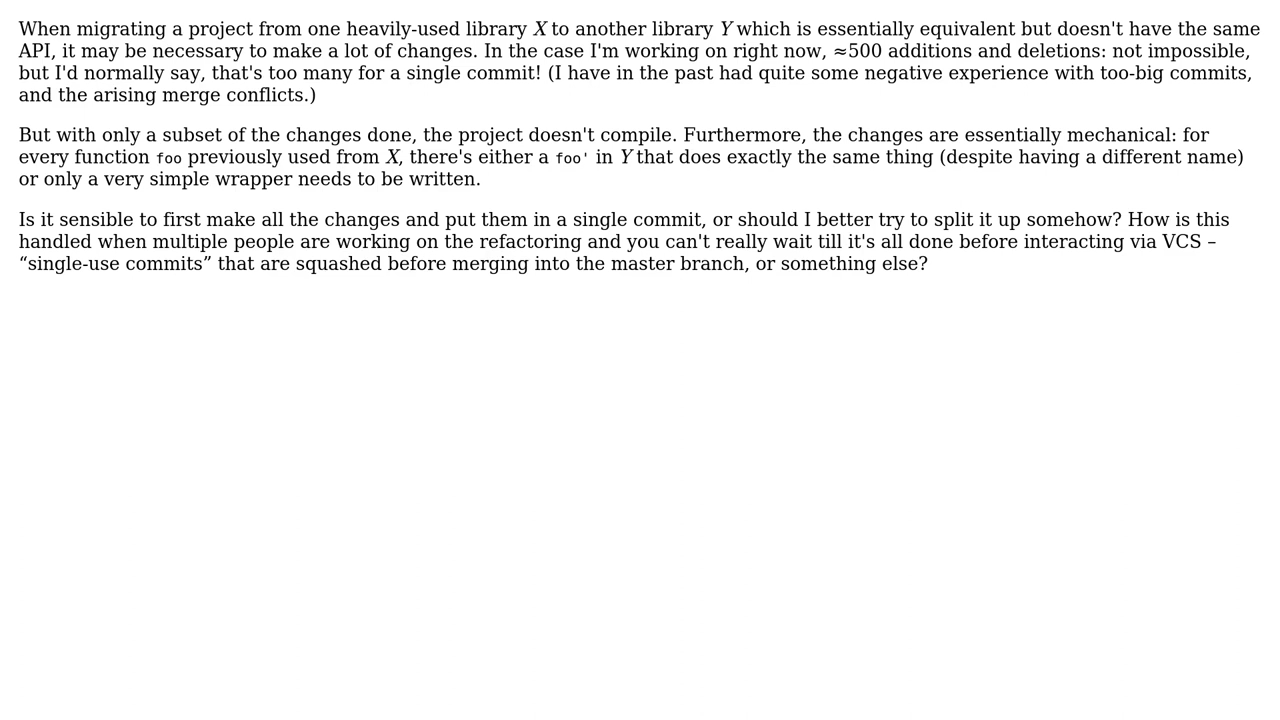 When migrating a project from one heavily-used library X to another library Y which is essentially equivalent but doesn't have the same
API, it may be necessary to make a lot of changes. In the case I'm working on right now, ≈500 additions and deletions: not impossible,
but I'd normally say, that's too many for a single commit! (I have in the past had quite some negative experience with too-big commits,
and the arising merge conflicts.)
But with only a subset of the changes done, the project doesn't compile. Furthermore, the changes are essentially mechanical: for
every function foo previously used from X, there's either a foo' in Y that does exactly the same thing (despite having a different name)
or only a very simple wrapper needs to be written.
Is it sensible to first make all the changes and put them in a single commit, or should I better try to split it up somehow? How is this
handled when multiple people are working on the refactoring and you can't really wait till it's all done before interacting via VCS –
“single-use commits” that are squashed before merging into the master branch, or something else?